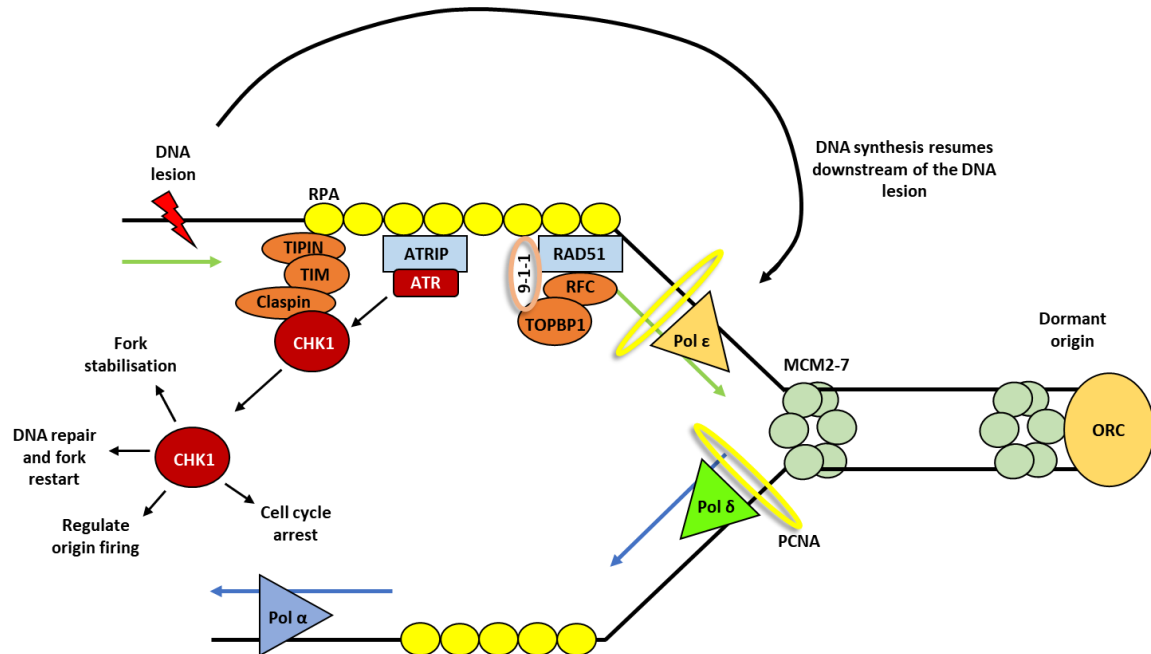 DNA
lesion
DNA synthesis resumes
downstream of the DNA
lesion
RPA
TIPIN
TIM
Claspin
CHK1
ATRIP
ATR
9-1-1
RAD51
RFC
TOPBP1
Pol ε
Dormant
origin
MCM2-7
ORC
Fork
stabilisation
DNA repair
and fork
restart
CHK1
Regulate
origin firing
Cell cycle
arrest
Pol δ
PCNA
Pol α